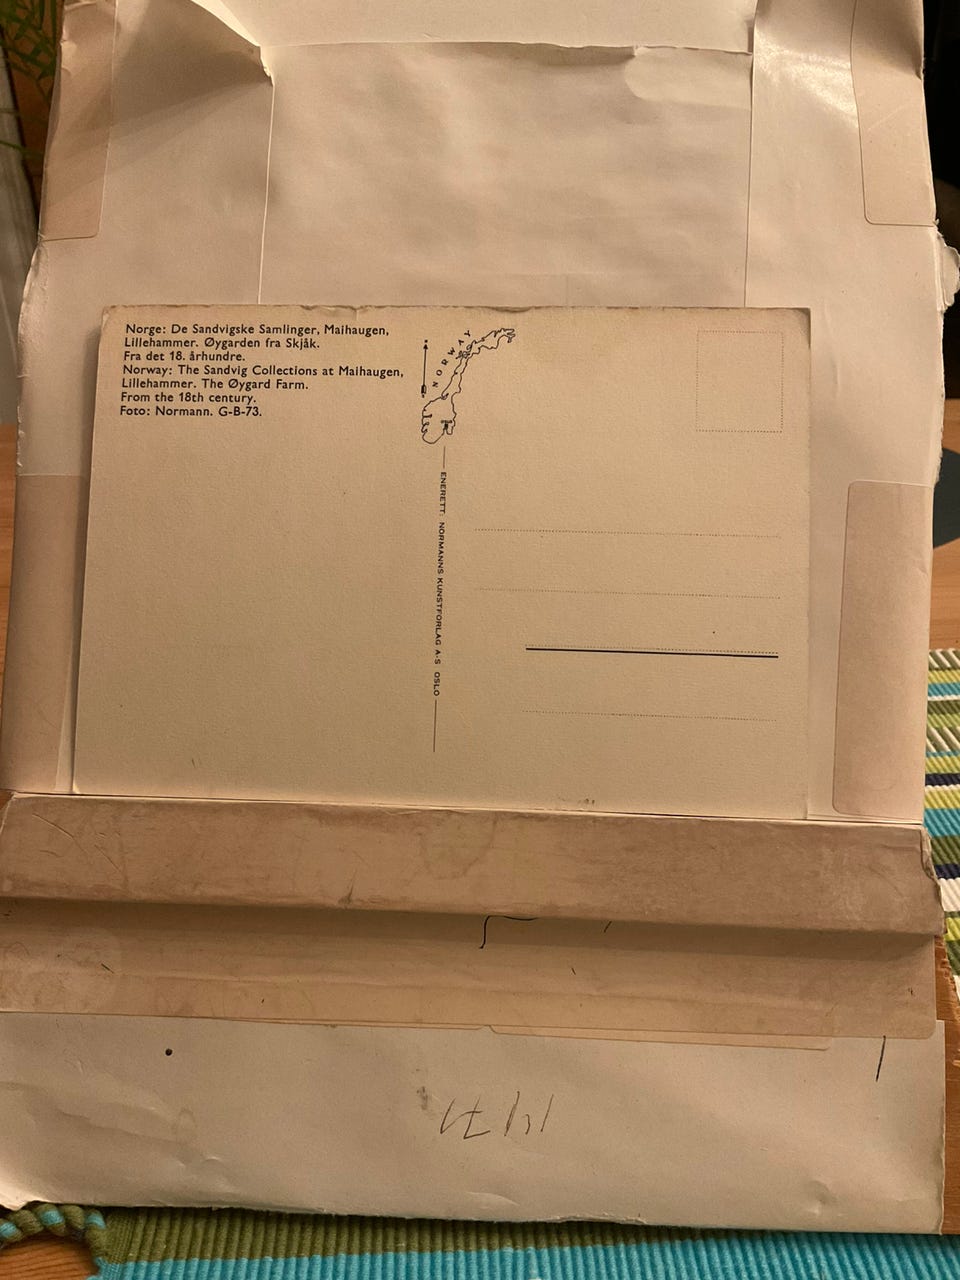 Norge: De Sandvigske Samlinger, Maihaugen,
Lillehammer. Øygarden fra Skjåk.
Fra det 18. århundre.
Norway: The Sandvig Collections at Maihaugen,
Lillehammer. The Øygard Farm.
From the 18th century.
Foto: Normann. G-B-73.
NORWAY
ENERETT: NORMANNS KUNSTFORLAG A.S OSLO